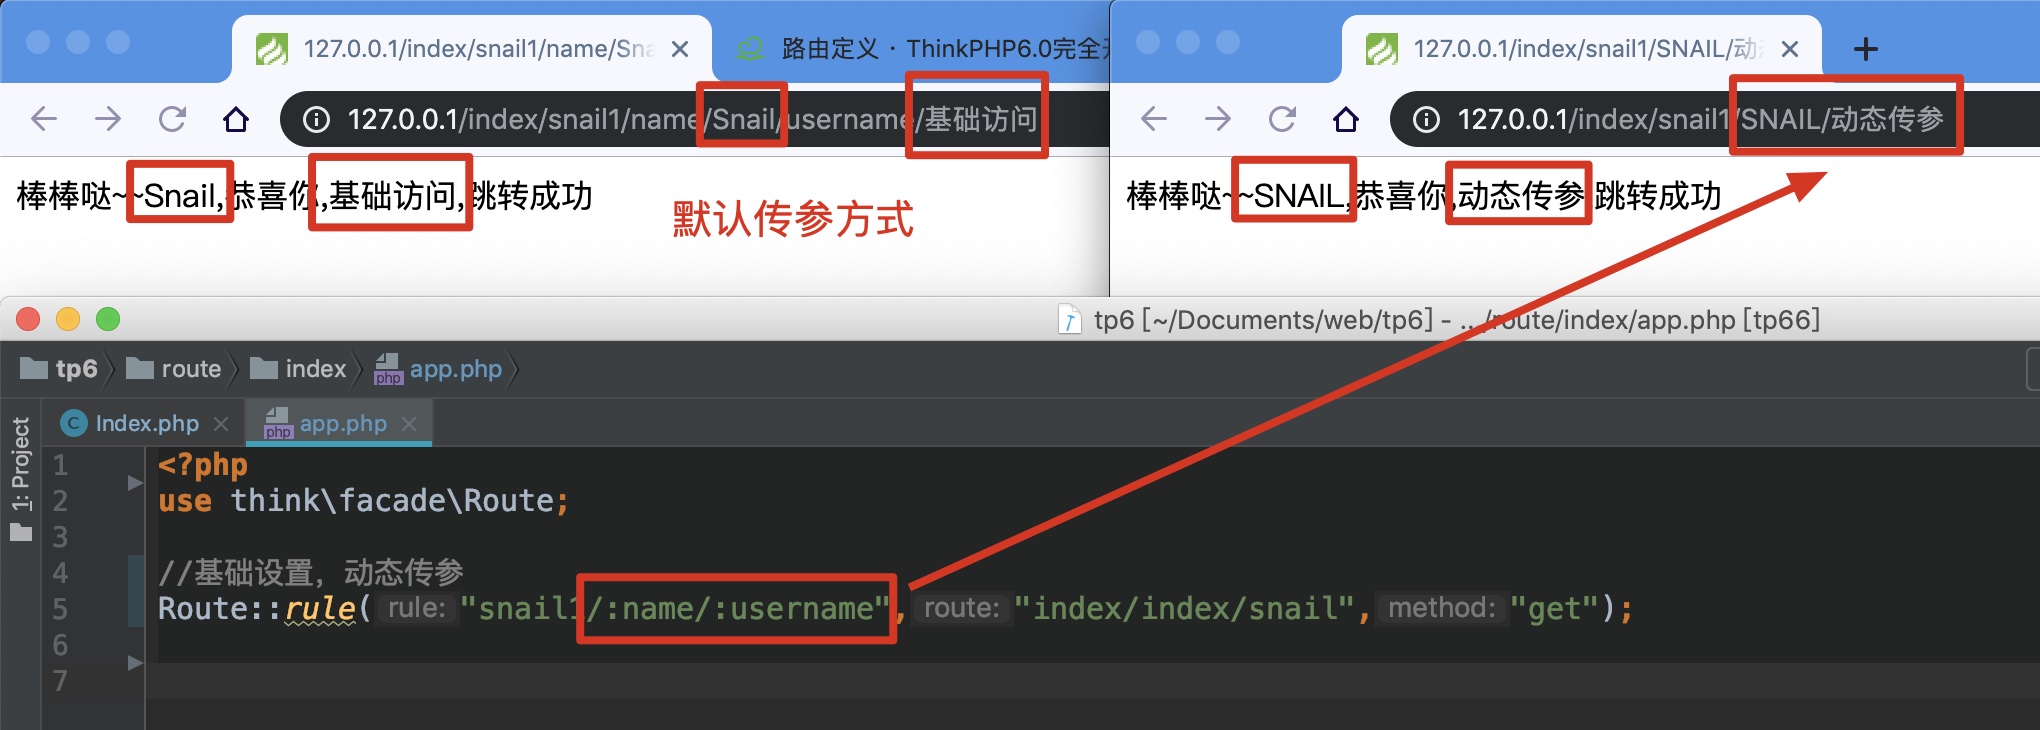 127.0.0.1/index/snail1/name/Sna
路由定义 · ThinkPHP6.0完全
127.0.0.1/index/snail1/name/Snail/username/基础访问
棒棒哒~~Snail,恭喜你,基础访问,跳转成功
默认传参方式
127.0.0.1/index/snail1/SNAIL/动
127.0.0.1/index/snail1/SNAIL/动态传参
棒棒哒~~SNAIL,恭喜你,动态传参,跳转成功
tp6 [~/Documents/web/tp6] - .../route/index/app.php [tp66]
tp6 route index php app.php
C Index.php php app.php
1: Project
1 <?php
2 use think\facade\Route;
3
4 //基础设置，动态传参
5 Route::rule( rule: "snail1/:name/:username", route: "index/index/snail", method: "get");
6
7